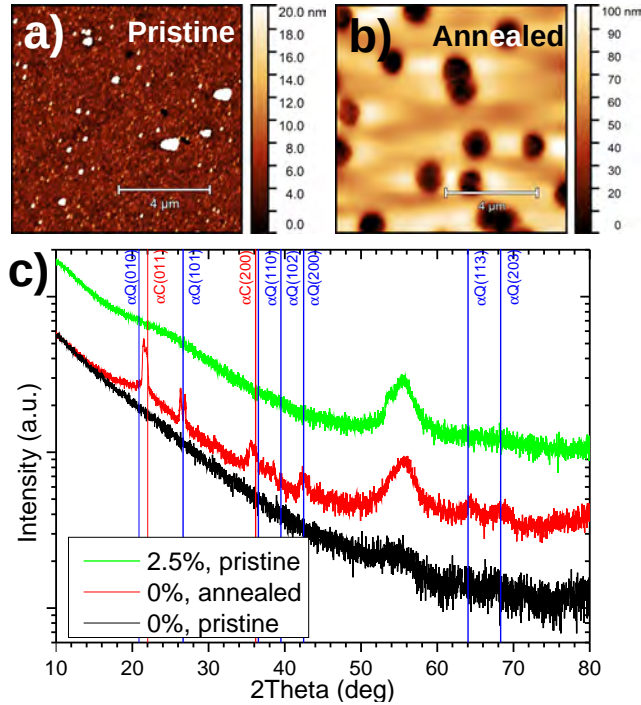 a) Pristine
20.0 nm
18.0
16.0
14.0
12.0
10.0
8.0
6.0
4.0
2.0
0.0
4 µm
b) Annealed
100 nm
90
80
70
60
50
40
30
20
10
0
4 µm
c)
αQ(010)
αC(011)
αQ(101)
αC(200)
αQ(110)
αQ(102)
αQ(200)
αQ(113)
αQ(203)
Intensity (a.u.)
2.5%, pristine
0%, annealed
0%, pristine
10 20 30 40 50 60 70 80
2Theta (deg)